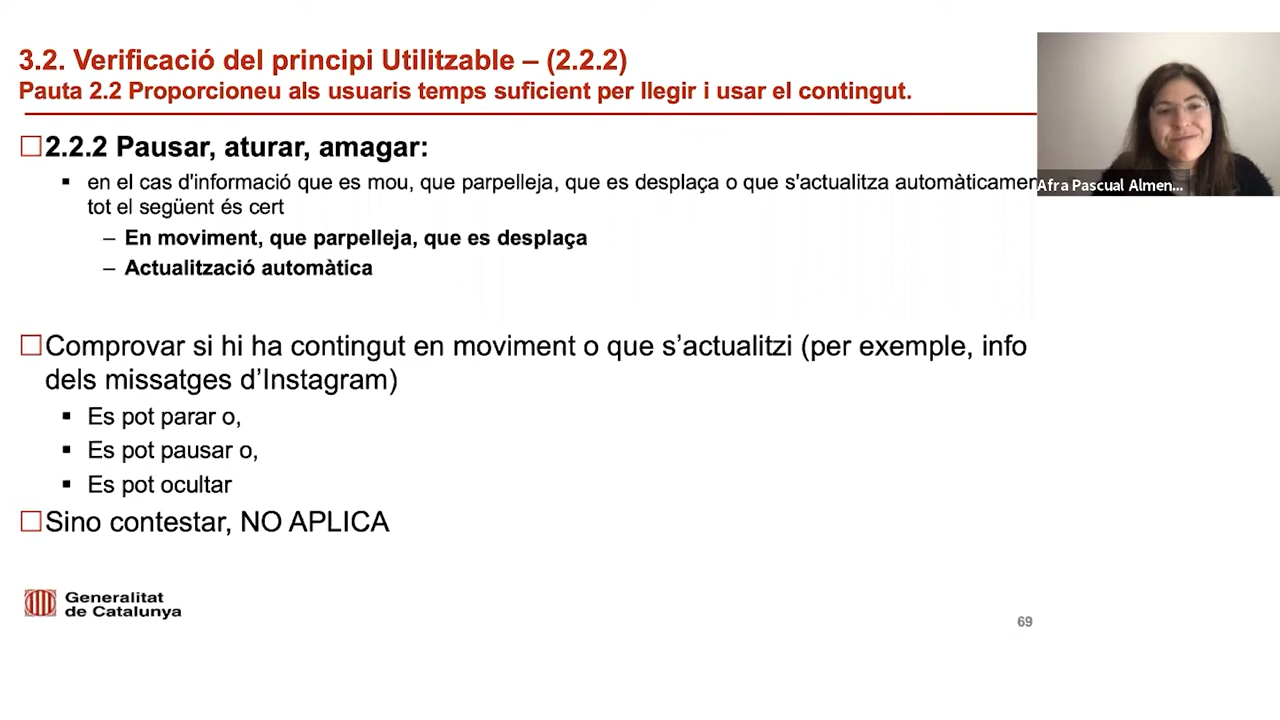 3.2. Verificació del principi Utilitzable – (2.2.2)
Pauta 2.2 Proporcioneu als usuaris temps suficient per llegir i usar el contingut.
2.2.2 Pausar, aturar, amagar:
en el cas d'informació que es mou, que parpelleja, que es desplaça o que s'actualitza
tot el següent és cert
– En moviment, que parpelleja, que es desplaça
– Actualització automàtica
Comprovar si hi ha contingut en moviment o que s’actualitzi (per exemple, info
dels missatges d’Instagram)
Es pot parar o,
Es pot pausar o,
Es pot ocultar
Sino contestar, NO APLICA
Generalitat
de Catalunya
69
Afra Pascual Almen...